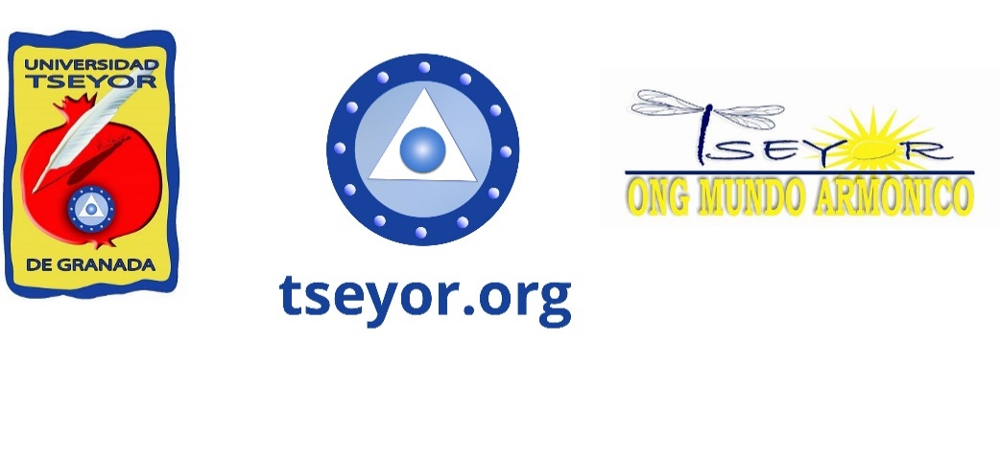 UNIVERSIDAD
TSEYOR
DE GRANADA
tseyor.org
TSEYOR
ONG MUNDO ARMONICO